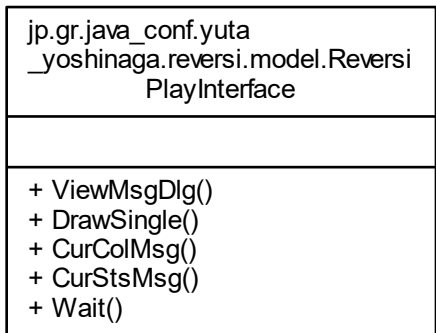 jp.gr.java_conf.yuta
_yoshinaga.reversi.model.Reversi
PlayInterface
+ ViewMsgDlg()
+ DrawSingle()
+ CurColMsg()
+ CurStsMsg()
+ Wait()